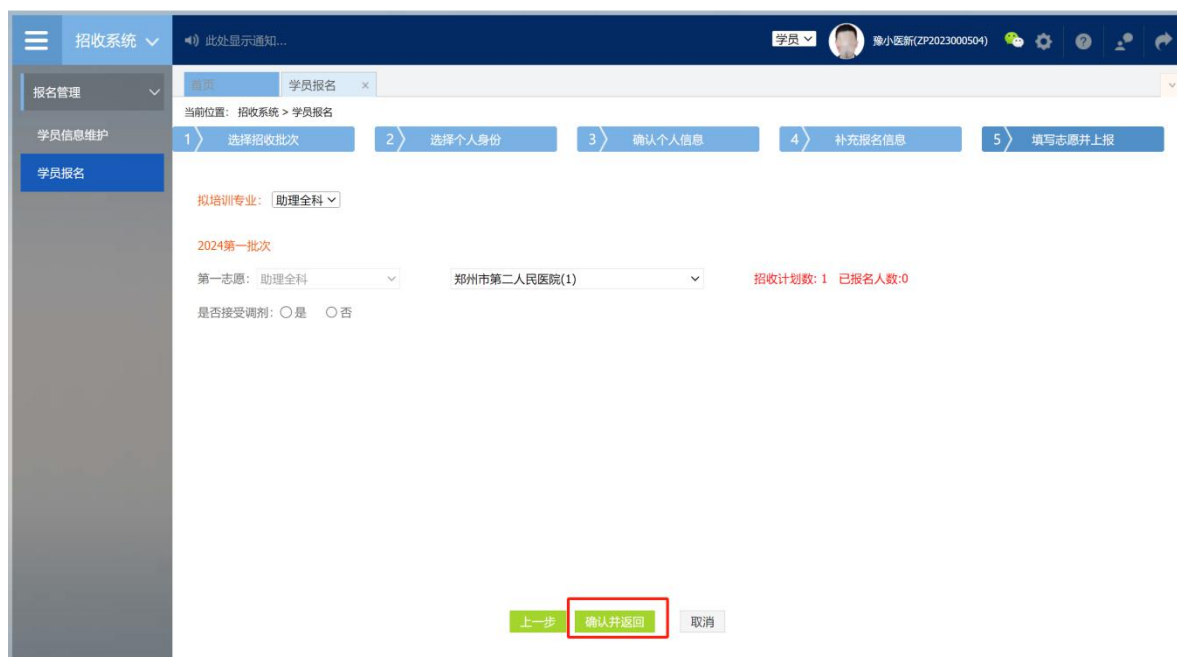 招收系统 此处显示通知... 学员 豫小医新(ZP2023000504)
报名管理
学员信息维护
学员报名
首页 学员报名 ×
当前位置: 招收系统 > 学员报名
1 选择招收批次 2 选择个人身份 3 确认个人信息 4 补充报名信息 5 填写志愿并上报
拟培训专业: 助理全科
2024第一批次
第一志愿: 助理全科 郑州市第二人民医院(1) 招收计划数: 1 已报名人数:0
是否接受调剂: 是 否
上一步 确认并返回 取消